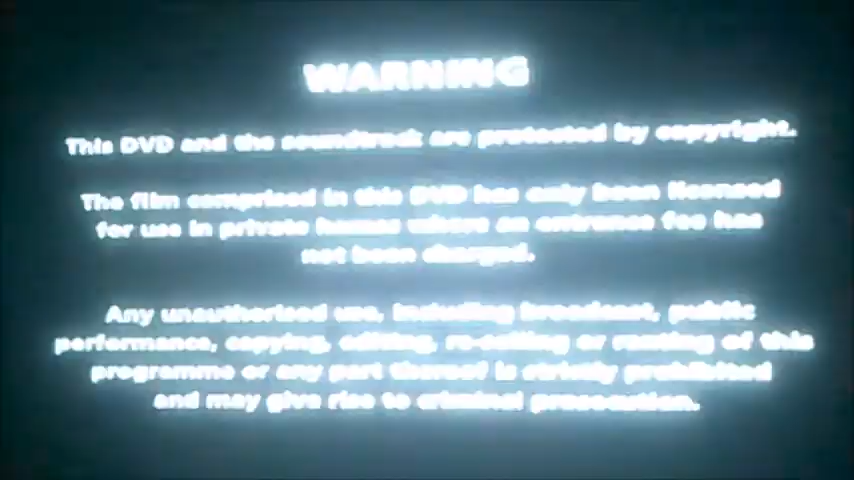 WARNING
This DVD and the soundtrack are protected by copyright.
The film comprised in this DVD has only been licensed
for use in private homes where an entrance fee has
not been charged.
Any unauthorised use, including broadcast, public
performance, copying, editing, re-selling or renting of this
programme or any part thereof is strictly prohibited
and may give rise to criminal prosecution.